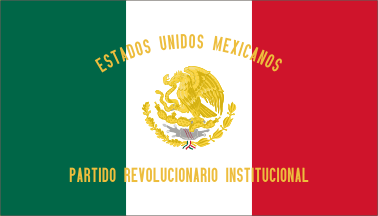 ESTADOS UNIDOS MEXICANOS
PARTIDO REVOLUCIONARIO INSTITUCIONAL